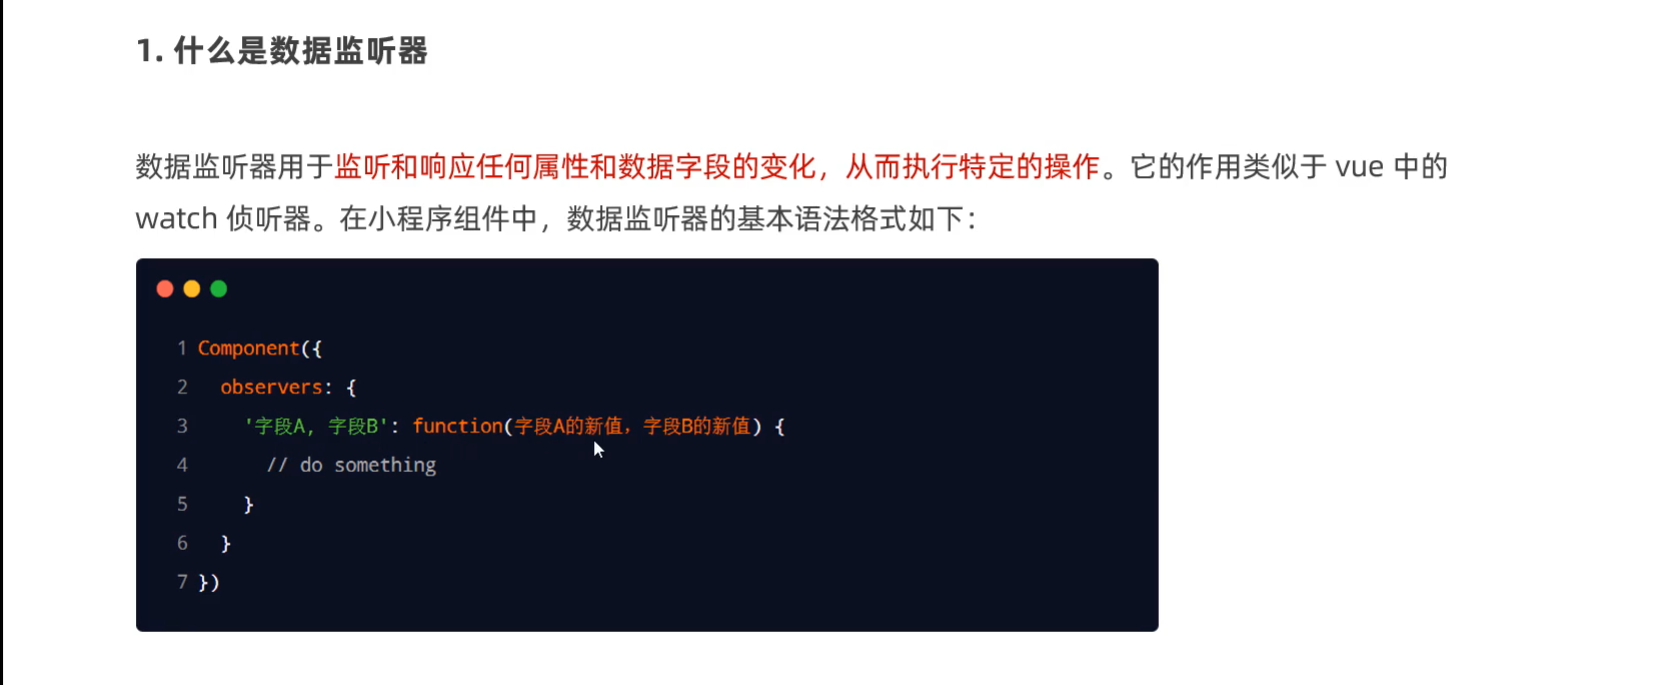 1. 什么是数据监听器
数据监听器用于监听和响应任何属性和数据字段的变化，从而执行特定的操作。它的作用类似于 vue 中的
watch 侦听器。在小程序组件中，数据监听器的基本语法格式如下：
1 Component({
2 observers: {
3 '字段A, 字段B': function(字段A的新值，字段B的新值) {
4 // do something
5 }
6 }
7 })